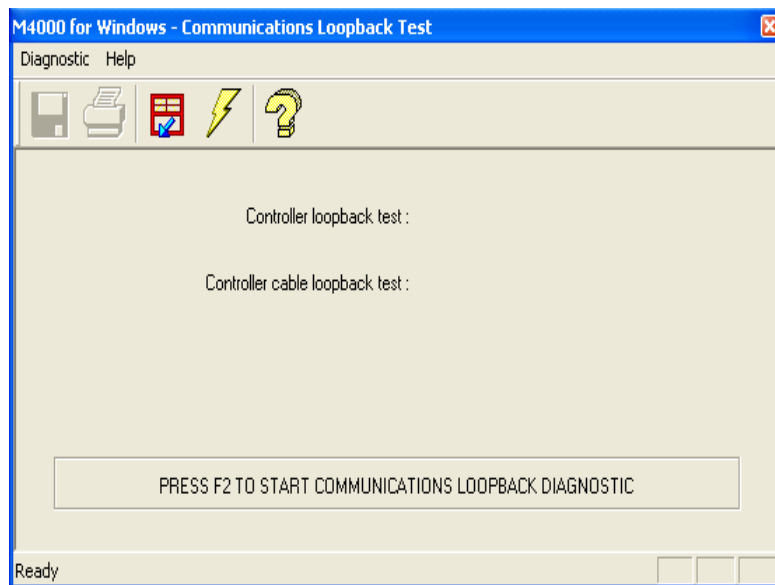 M4000 for Windows - Communications Loopback Test
Diagnostic Help
Controller loopback test :
Controller cable loopback test :
PRESS F2 TO START COMMUNICATIONS LOOPBACK DIAGNOSTIC
Ready